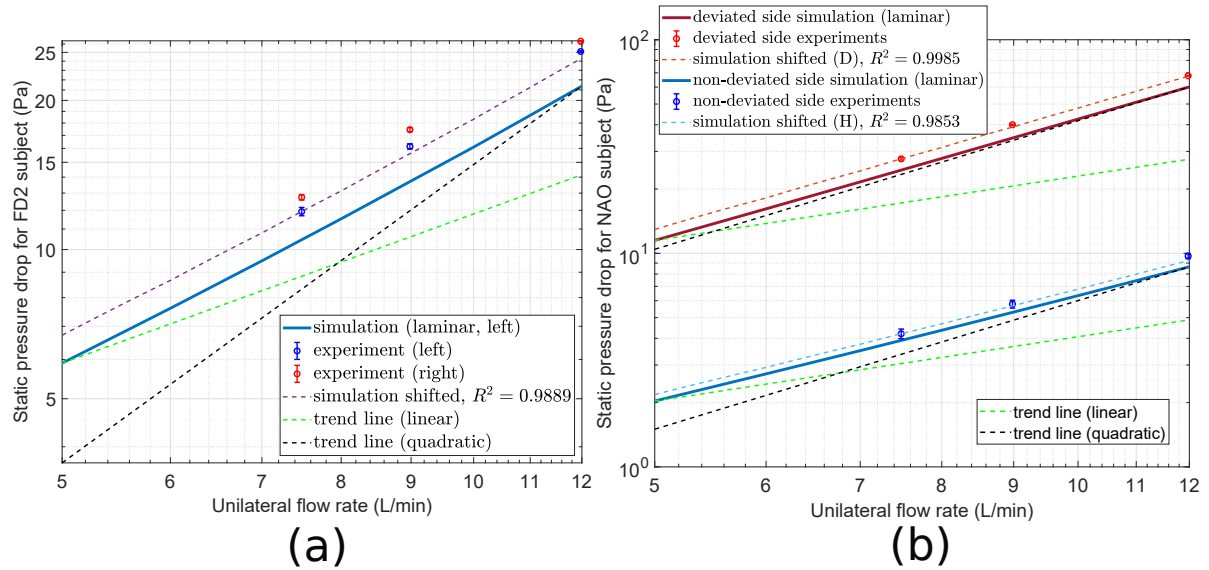 25
20
15
10
5
5
6
7
8
9
10
11
12
Static pressure drop for FD2 subject (Pa)
Unilateral flow rate (L/min)
simulation (laminar, left)
experiment (left)
experiment (right)
simulation shifted, R² = 0.9889
trend line (linear)
trend line (quadratic)
(a)
deviated side simulation (laminar)
deviated side experiments
simulation shifted (D), R² = 0.9985
non-deviated side simulation (laminar)
non-deviated side experiments
simulation shifted (H), R² = 0.9853
10²
10¹
10⁰
5
6
7
8
9
10
11
12
Static pressure drop for NAO subject (Pa)
Unilateral flow rate (L/min)
trend line (linear)
trend line (quadratic)
(b)